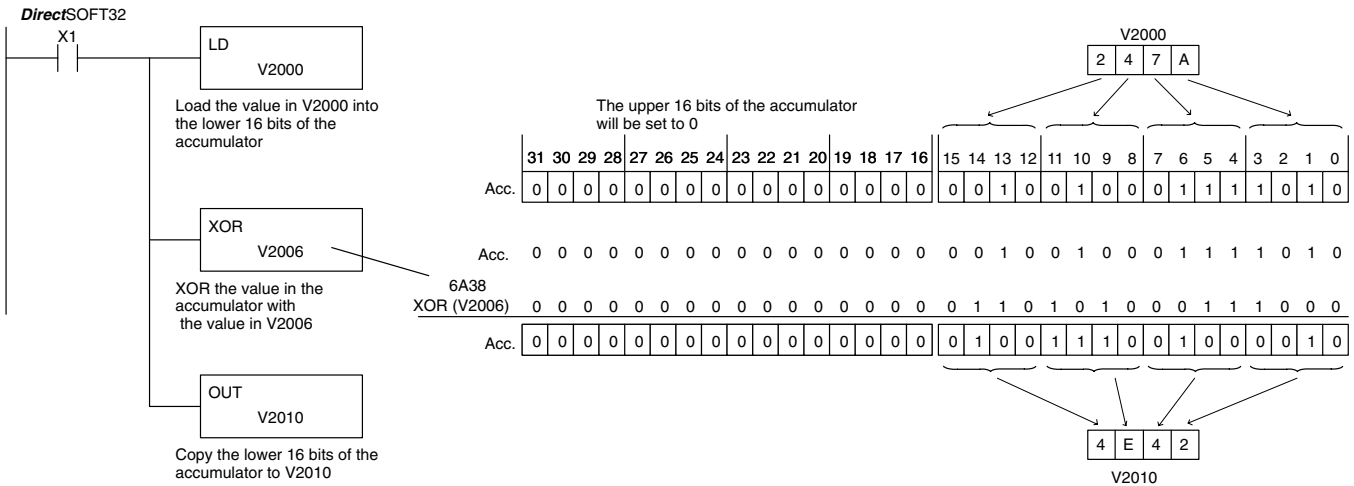 DirectSOFT32
X1
LD
V2000
Load the value in V2000 into
the lower 16 bits of the
accumulator
XOR
V2006
XOR the value in the
accumulator with
the value in V2006
OUT
V2010
Copy the lower 16 bits of the
accumulator to V2010
The upper 16 bits of the accumulator
will be set to 0
V2000
2 4 7 A
31 30 29 28 27 26 25 24 23 22 21 20 19 18 17 16 15 14 13 12 11 10 9 8 7 6 5 4 3 2 1 0
Acc. 0 0 0 0 0 0 0 0 0 0 0 0 0 0 0 0 0 0 1 0 0 1 0 0 0 1 1 1 1 0 1 0
Acc. 0 0 0 0 0 0 0 0 0 0 0 0 0 0 0 0 0 0 1 0 0 1 0 0 0 1 1 1 1 0 1 0
6A38
XOR (V2006) 0 0 0 0 0 0 0 0 0 0 0 0 0 0 0 0 0 1 1 0 1 0 1 0 0 0 1 1 1 0 0 0
Acc. 0 0 0 0 0 0 0 0 0 0 0 0 0 0 0 0 0 1 0 0 1 1 1 0 0 1 0 0 0 0 1 0
4 E 4 2
V2010